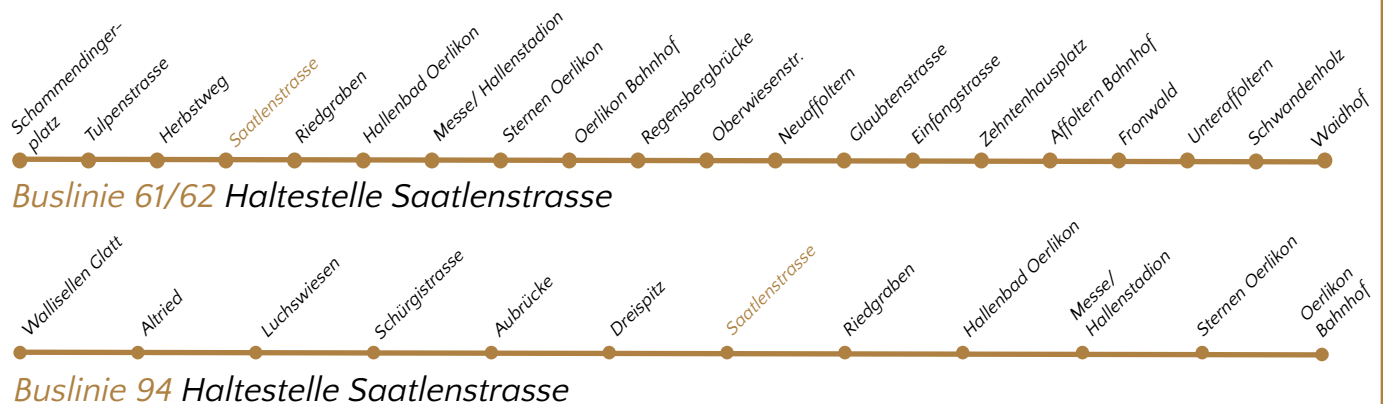 Schammendinger-
platz
Tulpenstrasse
Herbstweg
Saatlenstrasse
Riedgraben
Hallenbad Oerlikon
Messe/ Hallenstadion
Sternen Oerlikon
Oerlikon Bahnhof
Regensbergbrücke
Oberwiesenstr.
Neuaffoltern
Glaubtenstrasse
Einfangstrasse
Zehntenhausplatz
Affoltern Bahnhof
Fronwald
Unteraffoltern
Schwandenholz
Waidhof
Buslinie 61/62 Haltestelle Saatlenstrasse
Wallisellen Glatt
Altried
Luchswiesen
Schürgistrasse
Aubrücke
Dreispitz
Saatlenstrasse
Riedgraben
Hallenbad Oerlikon
Messe/
Hallenstadion
Sternen Oerlikon
Oerlikon
Bahnhof
Buslinie 94 Haltestelle Saatlenstrasse